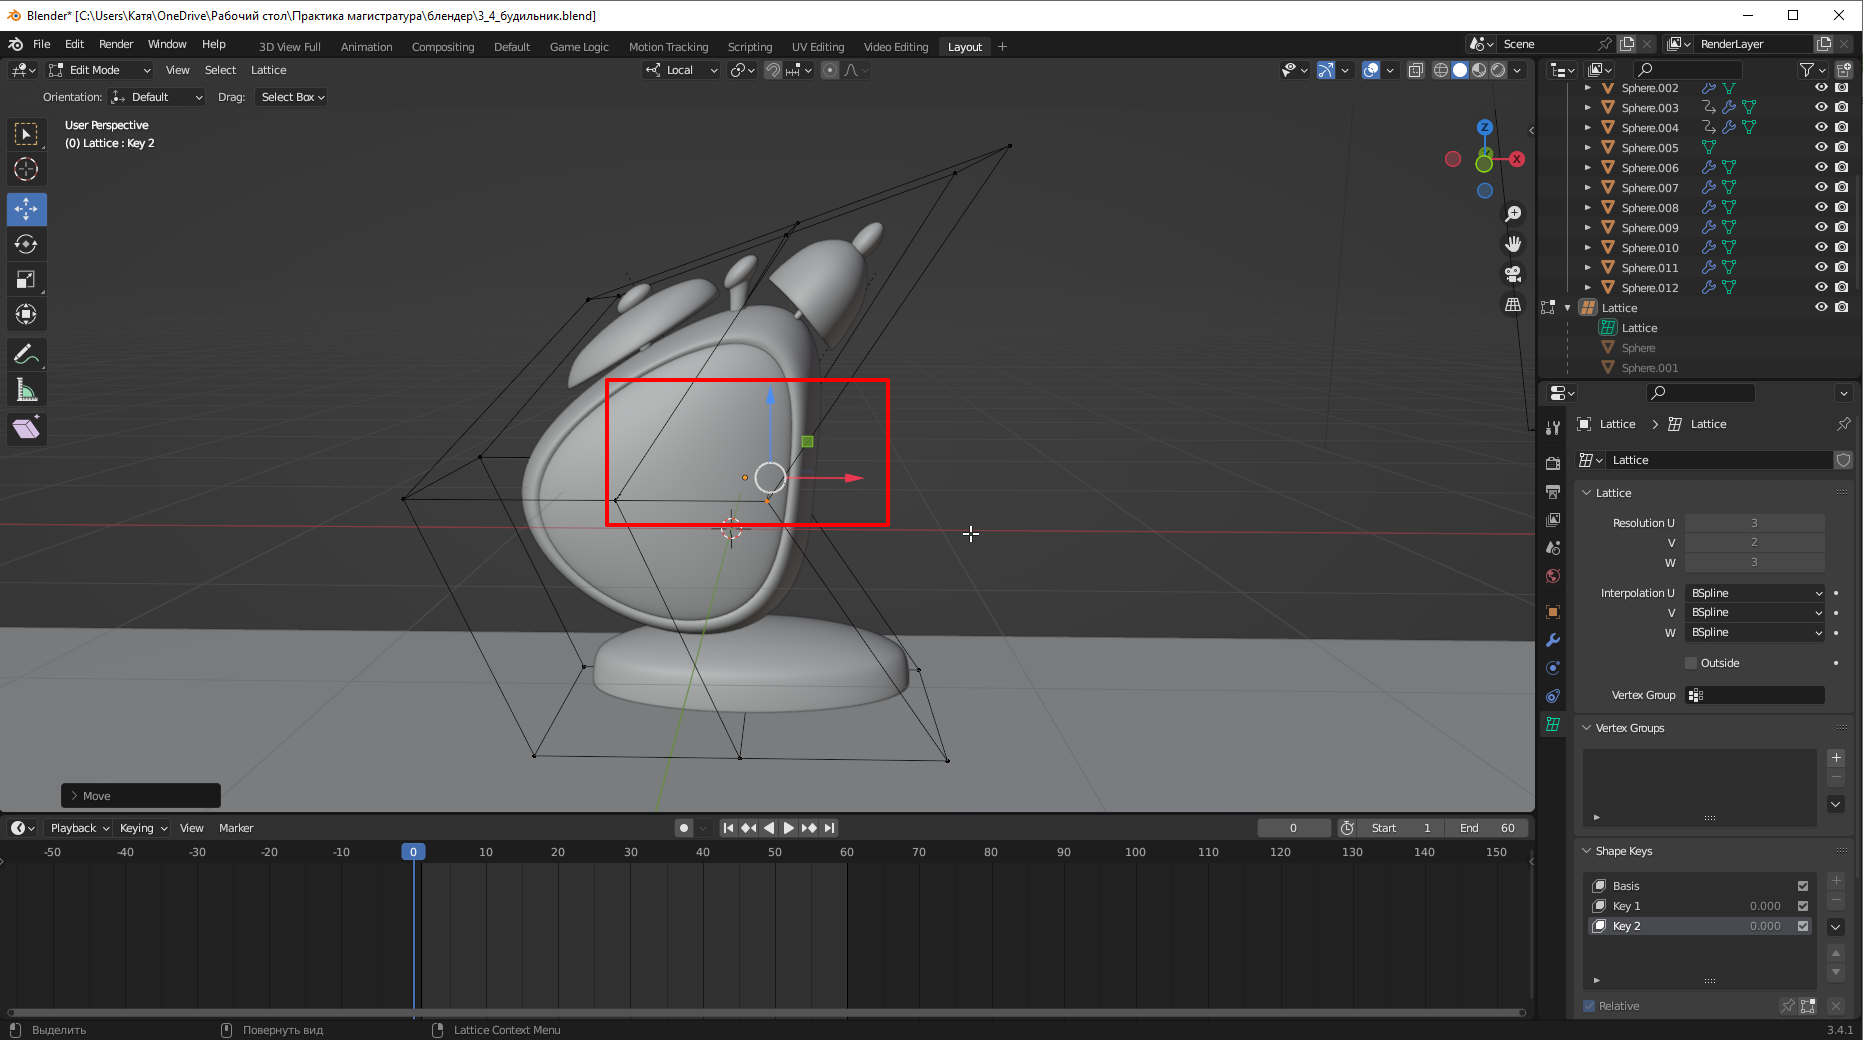 Blender* [C:\Users\Катя\OneDrive\Рабочий стол\Практика магистратура\блендер\3_4_будильник.blend]
File Edit Render Window Help
3D View Full Animation Compositing Default Game Logic Motion Tracking Scripting UV Editing Video Editing Layout +
Scene
RenderLayer
Edit Mode View Select Lattice
Local
Orientation: Default Drag: Select Box
User Perspective
(0) Lattice : Key 2
Z
X
Sphere.002
Sphere.003
Sphere.004
Sphere.005
Sphere.006
Sphere.007
Sphere.008
Sphere.009
Sphere.010
Sphere.011
Sphere.012
Lattice
Lattice
Sphere
Sphere.001
Lattice > Lattice
Lattice
Lattice
Resolution U 3
V 2
W 3
Interpolation U BSpline
V BSpline
W BSpline
Outside
Vertex Group
Vertex Groups
Shape Keys
Basis
Key 1 0.000
Key 2 0.000
Relative
Move
Playback Keying View Marker
0 Start 1 End 60
-50 -40 -30 -20 -10 0 10 20 30 40 50 60 70 80 90 100 110 120 130 140 150
Выделить Повернуть вид Lattice Context Menu 3.4.1